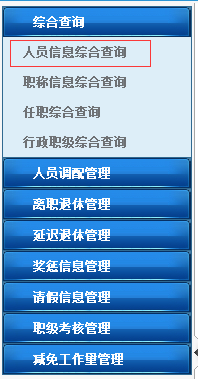 综合查询
人员信息综合查询
职称信息综合查询
任职综合查询
行政职级综合查询
人员调配管理
离职退休管理
延迟退休管理
奖惩信息管理
请假信息管理
职级考核管理
减免工作量管理